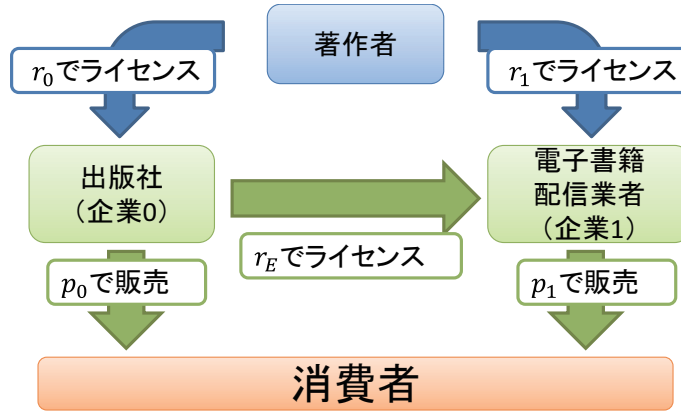 著作者
r₀でライセンス
r₁でライセンス
出版社
（企業0）
電子書籍
配信業者
（企業1）
r_Eでライセンス
p₀で販売
p₁で販売
消費者